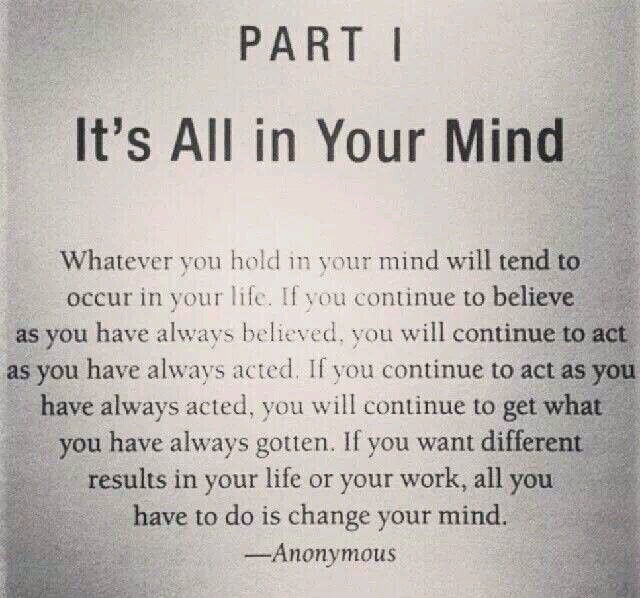 PART I
It's All in Your Mind
Whatever you hold in your mind will tend to
occur in your life. If you continue to believe
as you have always believed, you will continue to act
as you have always acted. If you continue to act as you
have always acted, you will continue to get what
you have always gotten. If you want different
results in your life or your work, all you
have to do is change your mind.
—Anonymous